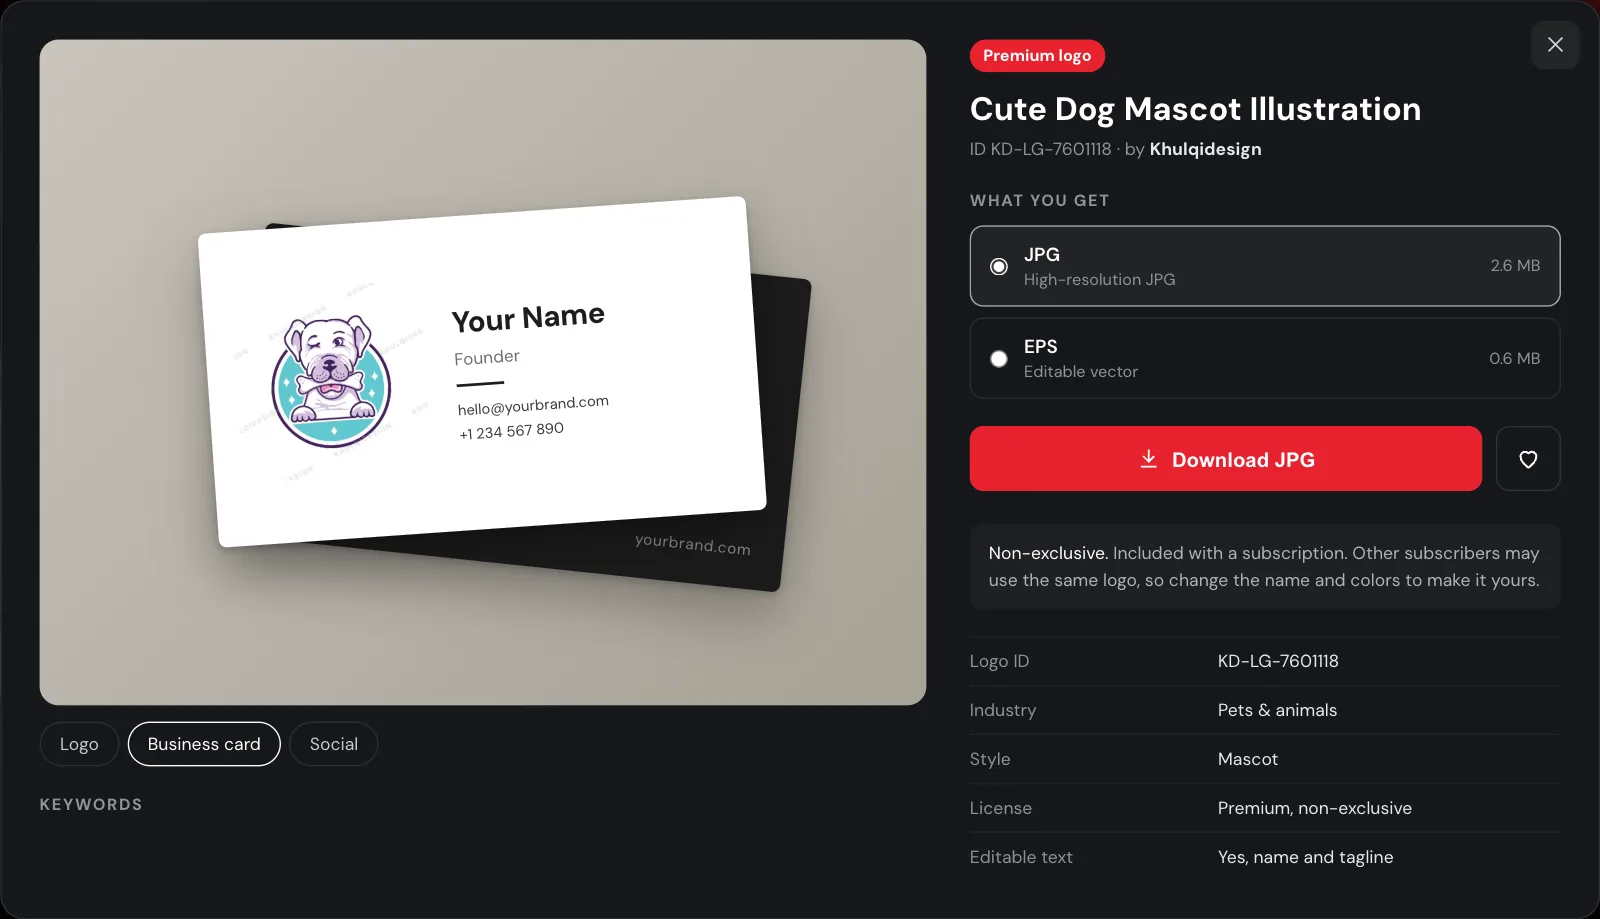 Premium logo
Cute Dog Mascot Illustration
ID KD-LG-7601118 · by Khulqidesign
WHAT YOU GET
JPG
High-resolution JPG
2.6 MB
EPS
Editable vector
0.6 MB
Download JPG
Non-exclusive. Included with a subscription. Other subscribers may
use the same logo, so change the name and colors to make it yours.
Logo ID
KD-LG-7601118
Industry
Pets & animals
Style
Mascot
License
Premium, non-exclusive
Editable text
Yes, name and tagline
Your Name
Founder
hello@yourbrand.com
+1 234 567 890
yourbrand.com
Logo
Business card
Social
KEYWORDS